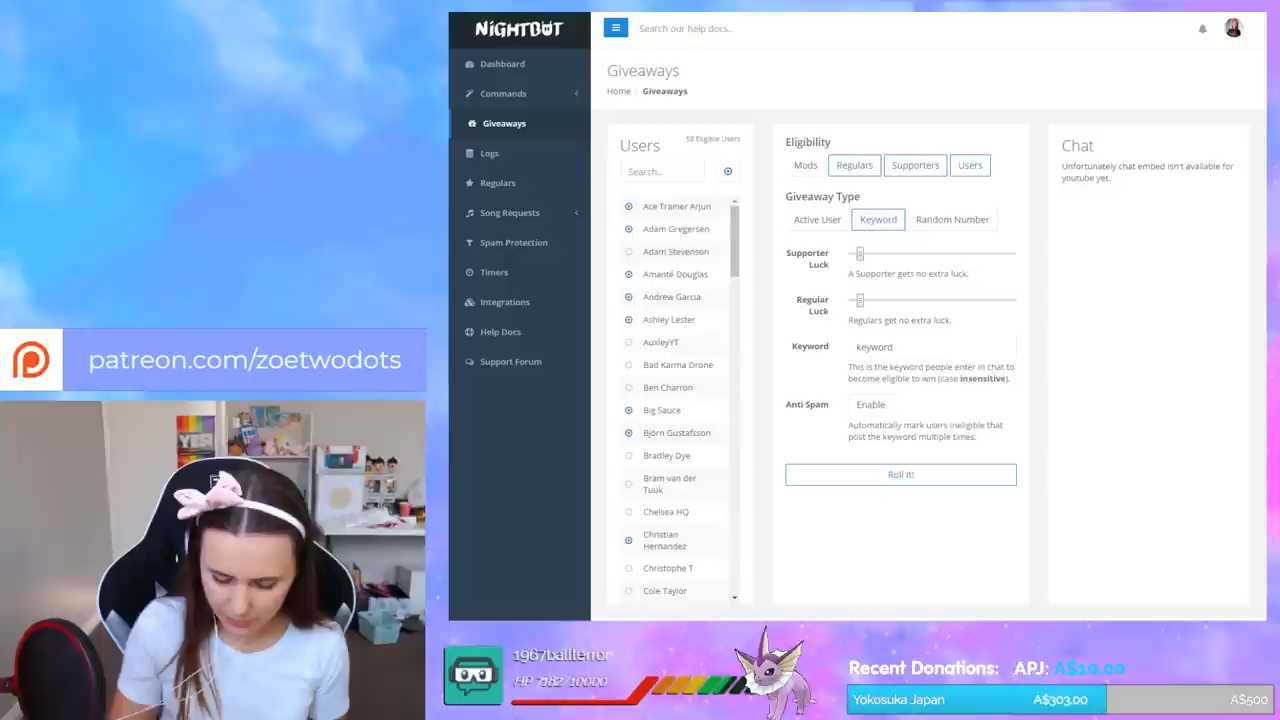 NIGHTBOT
Search our help docs..
Dashboard
Commands
Giveaways
Logs
Regulars
Song Requests
Spam Protection
Timers
Integrations
Help Docs
Support Forum
Giveaways
Home / Giveaways
Users
58 Eligible Users
Search..
Ace Trainer Arjun
Adam Gregersen
Adam Stevenson
Amanté Douglas
Andrew Garcia
Ashley Lester
AuxleyYT
Bad Karma Drone
Ben Charron
Big Sauce
Björn Gustafsson
Bradley Dye
Bram van der
Tuuk
Chelsea HQ
Christian
Hernandez
Christophe T
Cole Taylor
Eligibility
Mods
Regulars
Supporters
Users
Giveaway Type
Active User
Keyword
Random Number
Supporter
Luck
A Supporter gets no extra luck.
Regular
Luck
Regulars get no extra luck.
Keyword
keyword
This is the keyword people enter in chat to
become eligible to win (case insensitive).
Anti Spam
Enable
Automatically mark users ineligible that
post the keyword multiple times.
Roll It!
Chat
Unfortunately chat embed isn't available for
youtube yet.
patreon.com/zoetwodots
YES!
1967ballterror
HP 7182/10000
Recent Donations: APJ: A$10.00
Yokosuka Japan A$303.00 A$500